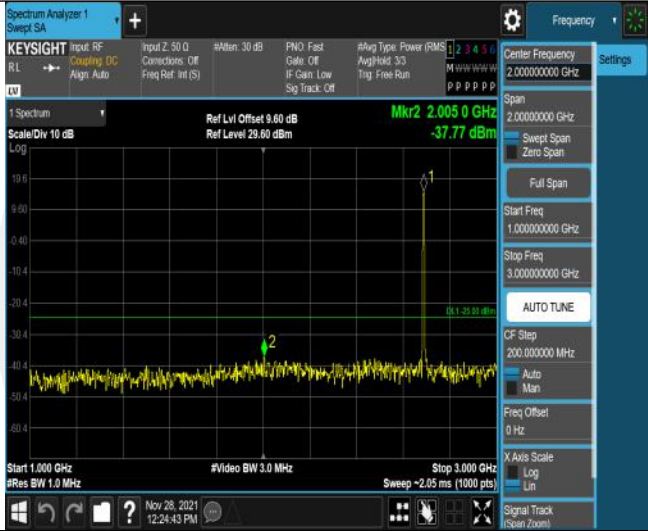 Spectrum Analyzer 1
Swept SA
+
Frequency
KEYSIGHT
RL
LV
Input: RF
Coupling: DC
Align: Auto
Input Z: 50 Ω
Corrections: Off
Freq Ref: Int (S)
#Atten: 30 dB
PNO: Fast
Gate: Off
IF Gain: Low
Sig Track: Off
#Avg Type: Power (RMS
Avg|Hold: 3/3
Trig: Free Run
1 2 3 4 5 6
M W W W W W
P P P P P P
1 Spectrum
Scale/Div 10 dB
Log
Ref Lvl Offset 9.60 dB
Ref Level 29.60 dBm
Mkr2 2.005 0 GHz
-37.77 dBm
19.6
9.60
-0.40
-10.4
-20.4
-30.4
-40.4
-50.4
-60.4
1
DL1 -25.00 dBm
2
Start 1.000 GHz
#Res BW 1.0 MHz
#Video BW 3.0 MHz
Stop 3.000 GHz
Sweep ~2.05 ms (1000 pts)
Nov 28, 2021
12:24:43 PM
Center Frequency
2.000000000 GHz
Span
2.00000000 GHz
Swept Span
Zero Span
Full Span
Start Freq
1.000000000 GHz
Stop Freq
3.000000000 GHz
AUTO TUNE
CF Step
200.000000 MHz
Auto
Man
Freq Offset
0 Hz
X Axis Scale
Log
Lin
Signal Track
(Span Zoom)
Settings